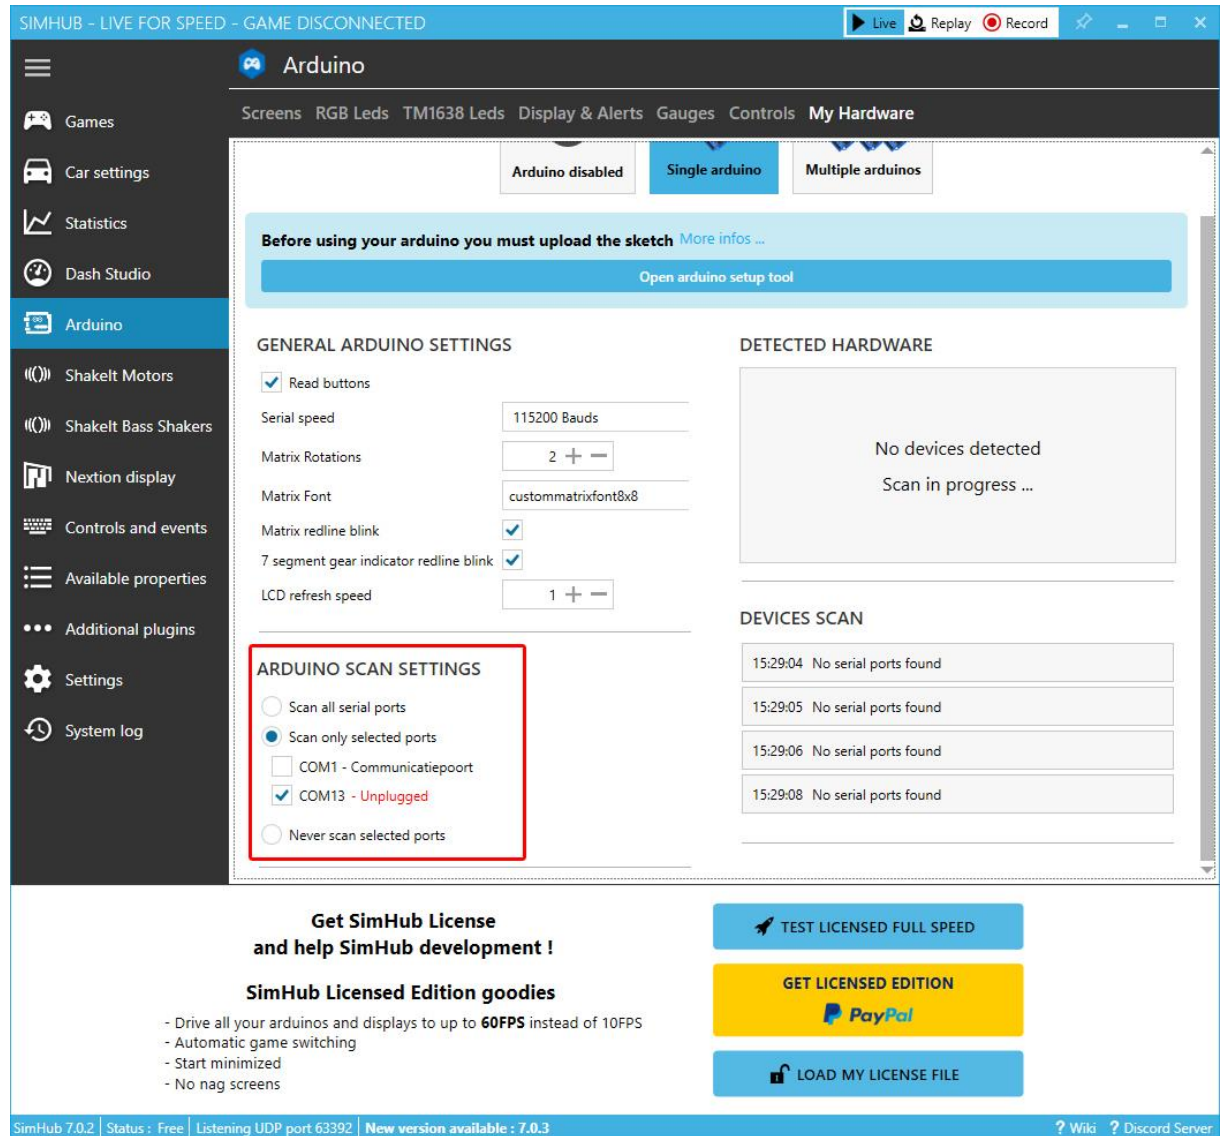 SIMHUB - LIVE FOR SPEED - GAME DISCONNECTED
Live Replay Record
Arduino
Screens RGB Leds TM1638 Leds Display & Alerts Gauges Controls My Hardware
Games
Car settings
Statistics
Dash Studio
Arduino
ShakeIt Motors
ShakeIt Bass Shakers
Nextion display
Controls and events
Available properties
Additional plugins
Settings
System log
Arduino disabled
Single arduino
Multiple arduinos
Before using your arduino you must upload the sketch More infos ...
Open arduino setup tool
GENERAL ARDUINO SETTINGS
Read buttons
Serial speed 115200 Bauds
Matrix Rotations 2
Matrix Font custommatrixfont8x8
Matrix redline blink
7 segment gear indicator redline blink
LCD refresh speed 1
ARDUINO SCAN SETTINGS
Scan all serial ports
Scan only selected ports
COM1 - Communicatiepoort
COM13 - Unplugged
Never scan selected ports
DETECTED HARDWARE
No devices detected
Scan in progress ...
DEVICES SCAN
15:29:04 No serial ports found
15:29:05 No serial ports found
15:29:06 No serial ports found
15:29:08 No serial ports found
Get SimHub License
and help SimHub development !
SimHub Licensed Edition goodies
- Drive all your arduinos and displays to up to 60FPS instead of 10FPS
- Automatic game switching
- Start minimized
- No nag screens
TEST LICENSED FULL SPEED
GET LICENSED EDITION
PayPal
LOAD MY LICENSE FILE
SimHub 7.0.2 Status : Free Listening UDP port 63392 New version available : 7.0.3
? Wiki ? Discord Server